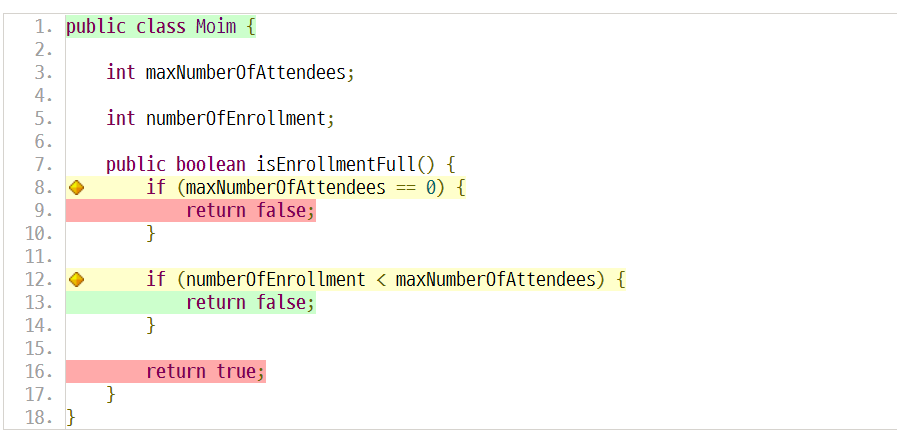 1. public class Moim {
2.
3.     int maxNumberOfAttendees;
4.
5.     int numberOfEnrollment;
6.
7.     public boolean isEnrollmentFull() {
8.         if (maxNumberOfAttendees == 0) {
9.             return false;
10.         }
11.
12.         if (numberOfEnrollment < maxNumberOfAttendees) {
13.             return false;
14.         }
15.
16.         return true;
17.     }
18. }